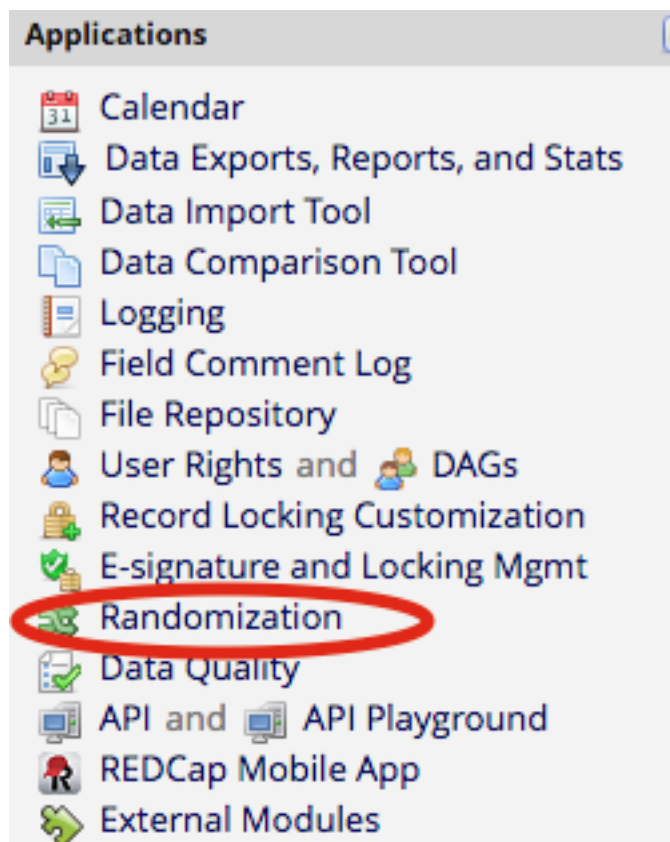 Applications
31 Calendar
Data Exports, Reports, and Stats
Data Import Tool
Data Comparison Tool
Logging
Field Comment Log
File Repository
User Rights and DAGs
Record Locking Customization
E-signature and Locking Mgmt
Randomization
Data Quality
API and API Playground
REDCap Mobile App
External Modules